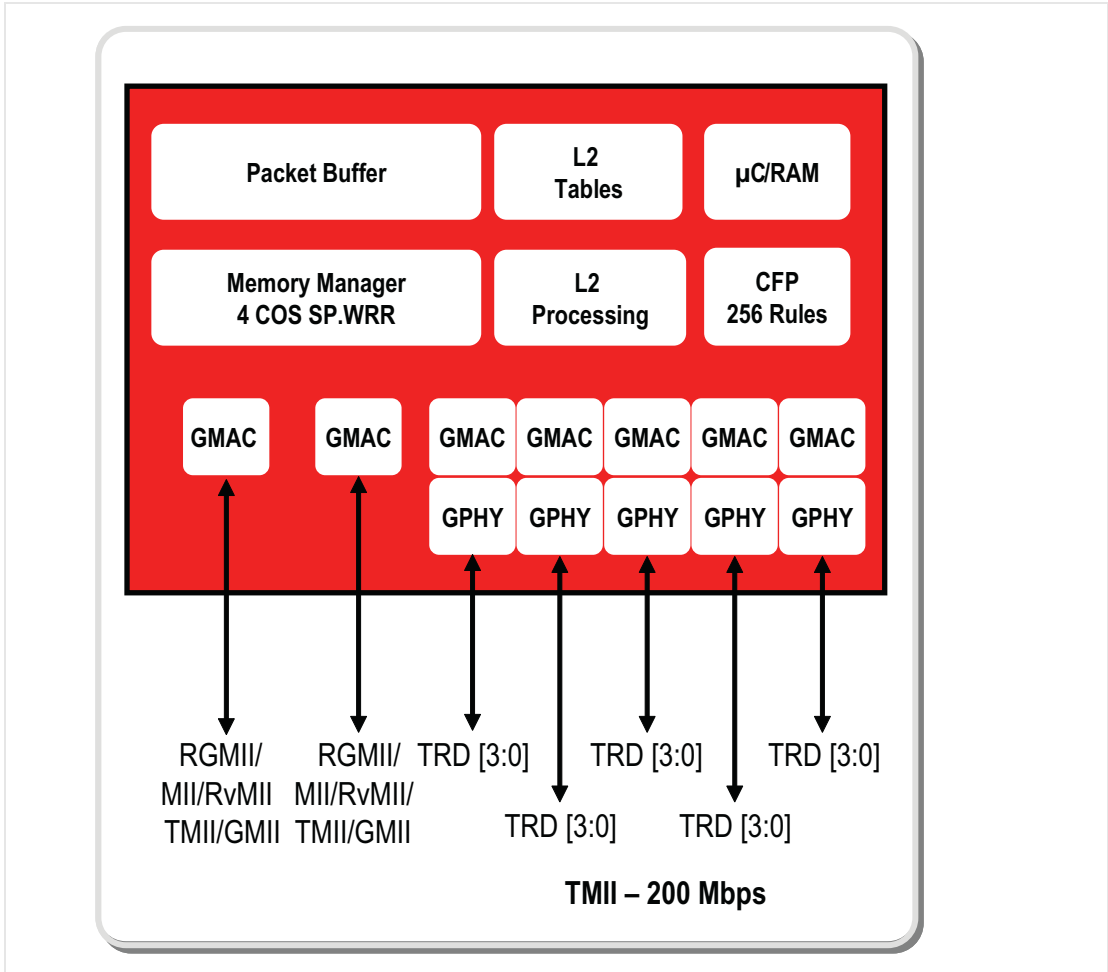 Packet Buffer
L2
Tables
µC/RAM
Memory Manager
4 COS SP.WRR
L2
Processing
CFP
256 Rules
GMAC
GMAC
GMAC
GMAC
GMAC
GMAC
GMAC
GPHY
GPHY
GPHY
GPHY
GPHY
RGMII/
MII/RvMII
TMII/GMII
RGMII/
MII/RvMII/
TMII/GMII
TRD [3:0]
TRD [3:0]
TRD [3:0]
TRD [3:0]
TRD [3:0]
TMII – 200 Mbps